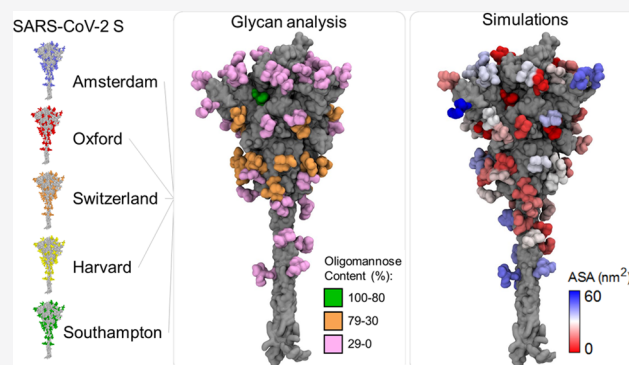 SARS-CoV-2 S
Amsterdam
Oxford
Switzerland
Harvard
Southampton
Glycan analysis
Oligomannose
Content (%):
100-80
79-30
29-0
Simulations
ASA (nm²)
60
0